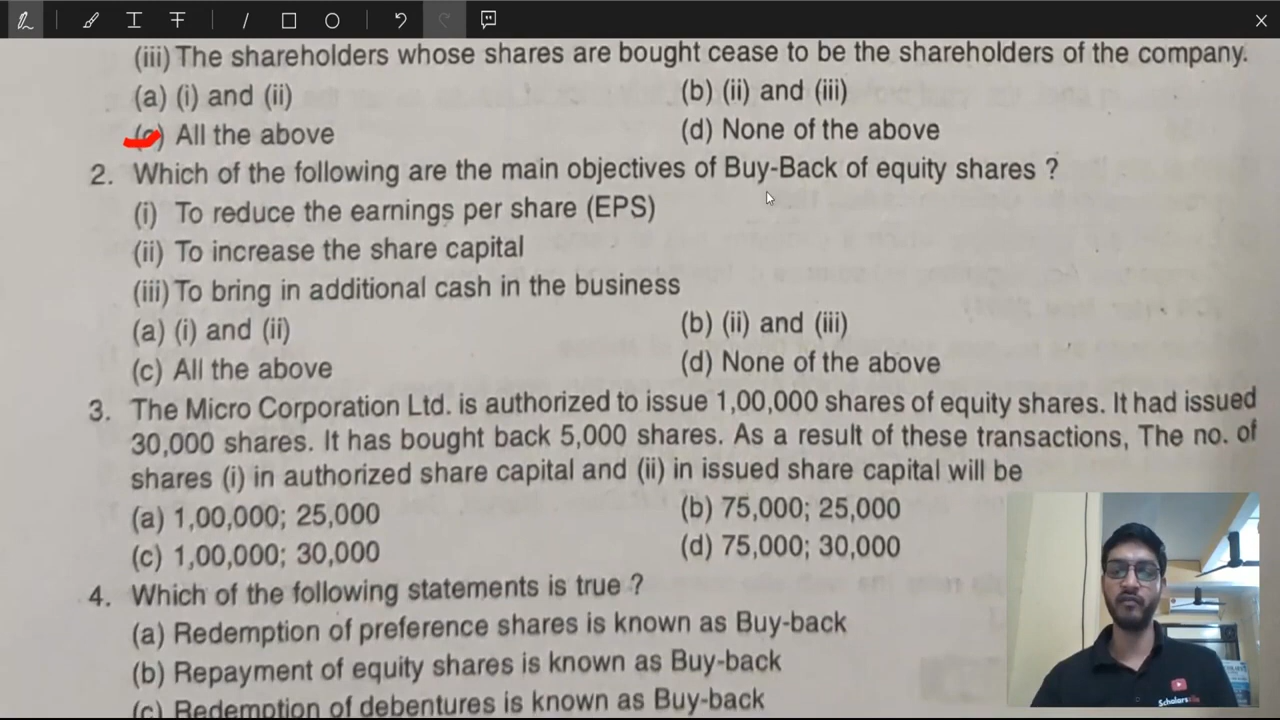 (iii) The shareholders whose shares are bought cease to be the shareholders of the company.
(a) (i) and (ii)
(b) (ii) and (iii)
(c) All the above
(d) None of the above
2. Which of the following are the main objectives of Buy-Back of equity shares ?
(i) To reduce the earnings per share (EPS)
(ii) To increase the share capital
(iii) To bring in additional cash in the business
(a) (i) and (ii)
(b) (ii) and (iii)
(c) All the above
(d) None of the above
3. The Micro Corporation Ltd. is authorized to issue 1,00,000 shares of equity shares. It had issued
30,000 shares. It has bought back 5,000 shares. As a result of these transactions, The no. of
shares (i) in authorized share capital and (ii) in issued share capital will be
(a) 1,00,000; 25,000
(b) 75,000; 25,000
(c) 1,00,000; 30,000
(d) 75,000; 30,000
4. Which of the following statements is true ?
(a) Redemption of preference shares is known as Buy-back
(b) Repayment of equity shares is known as Buy-back
(c) Redemption of debentures is known as Buy-back